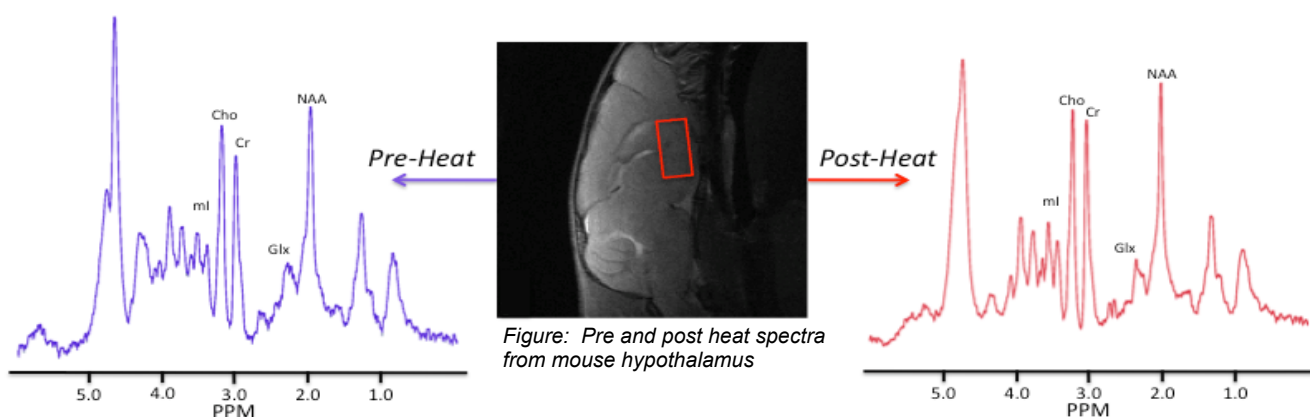 Cho
NAA
Cr
mI
Glx
Pre-Heat
5.0 4.0 3.0 2.0 1.0
PPM
Post-Heat
Figure: Pre and post heat spectra
from mouse hypothalamus
NAA
Cho
Cr
mI
Glx
5.0 4.0 3.0 2.0 1.0
PPM